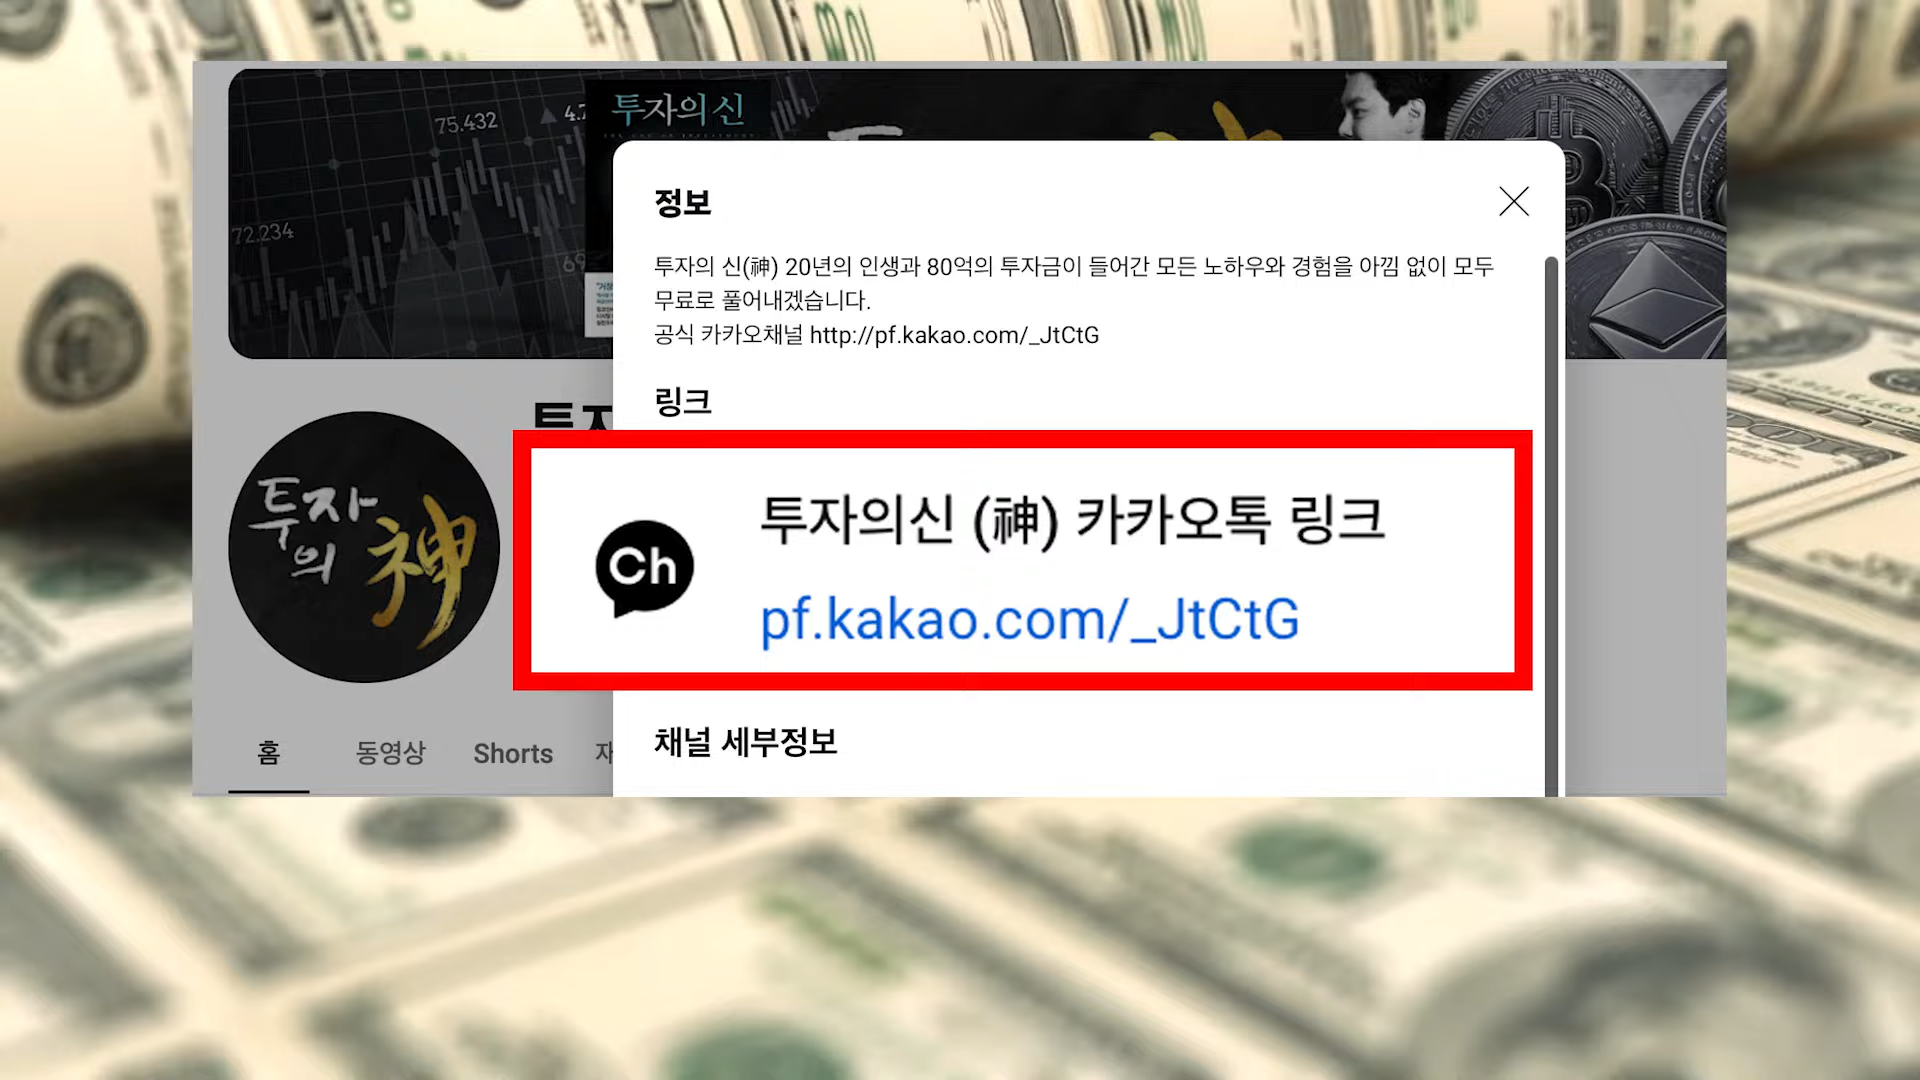 75.432
4.7
투자의신
72.234
69
정보
투자의 신(神) 20년의 인생과 80억의 투자금이 들어간 모든 노하우와 경험을 아낌 없이 모두
무료로 풀어내겠습니다.
공식 카카오채널 http://pf.kakao.com/_JtCtG
링크
투자의신 (神) 카카오톡 링크
Ch
pf.kakao.com/_JtCtG
투자
의 神
채널 세부정보
홈
동영상
Shorts